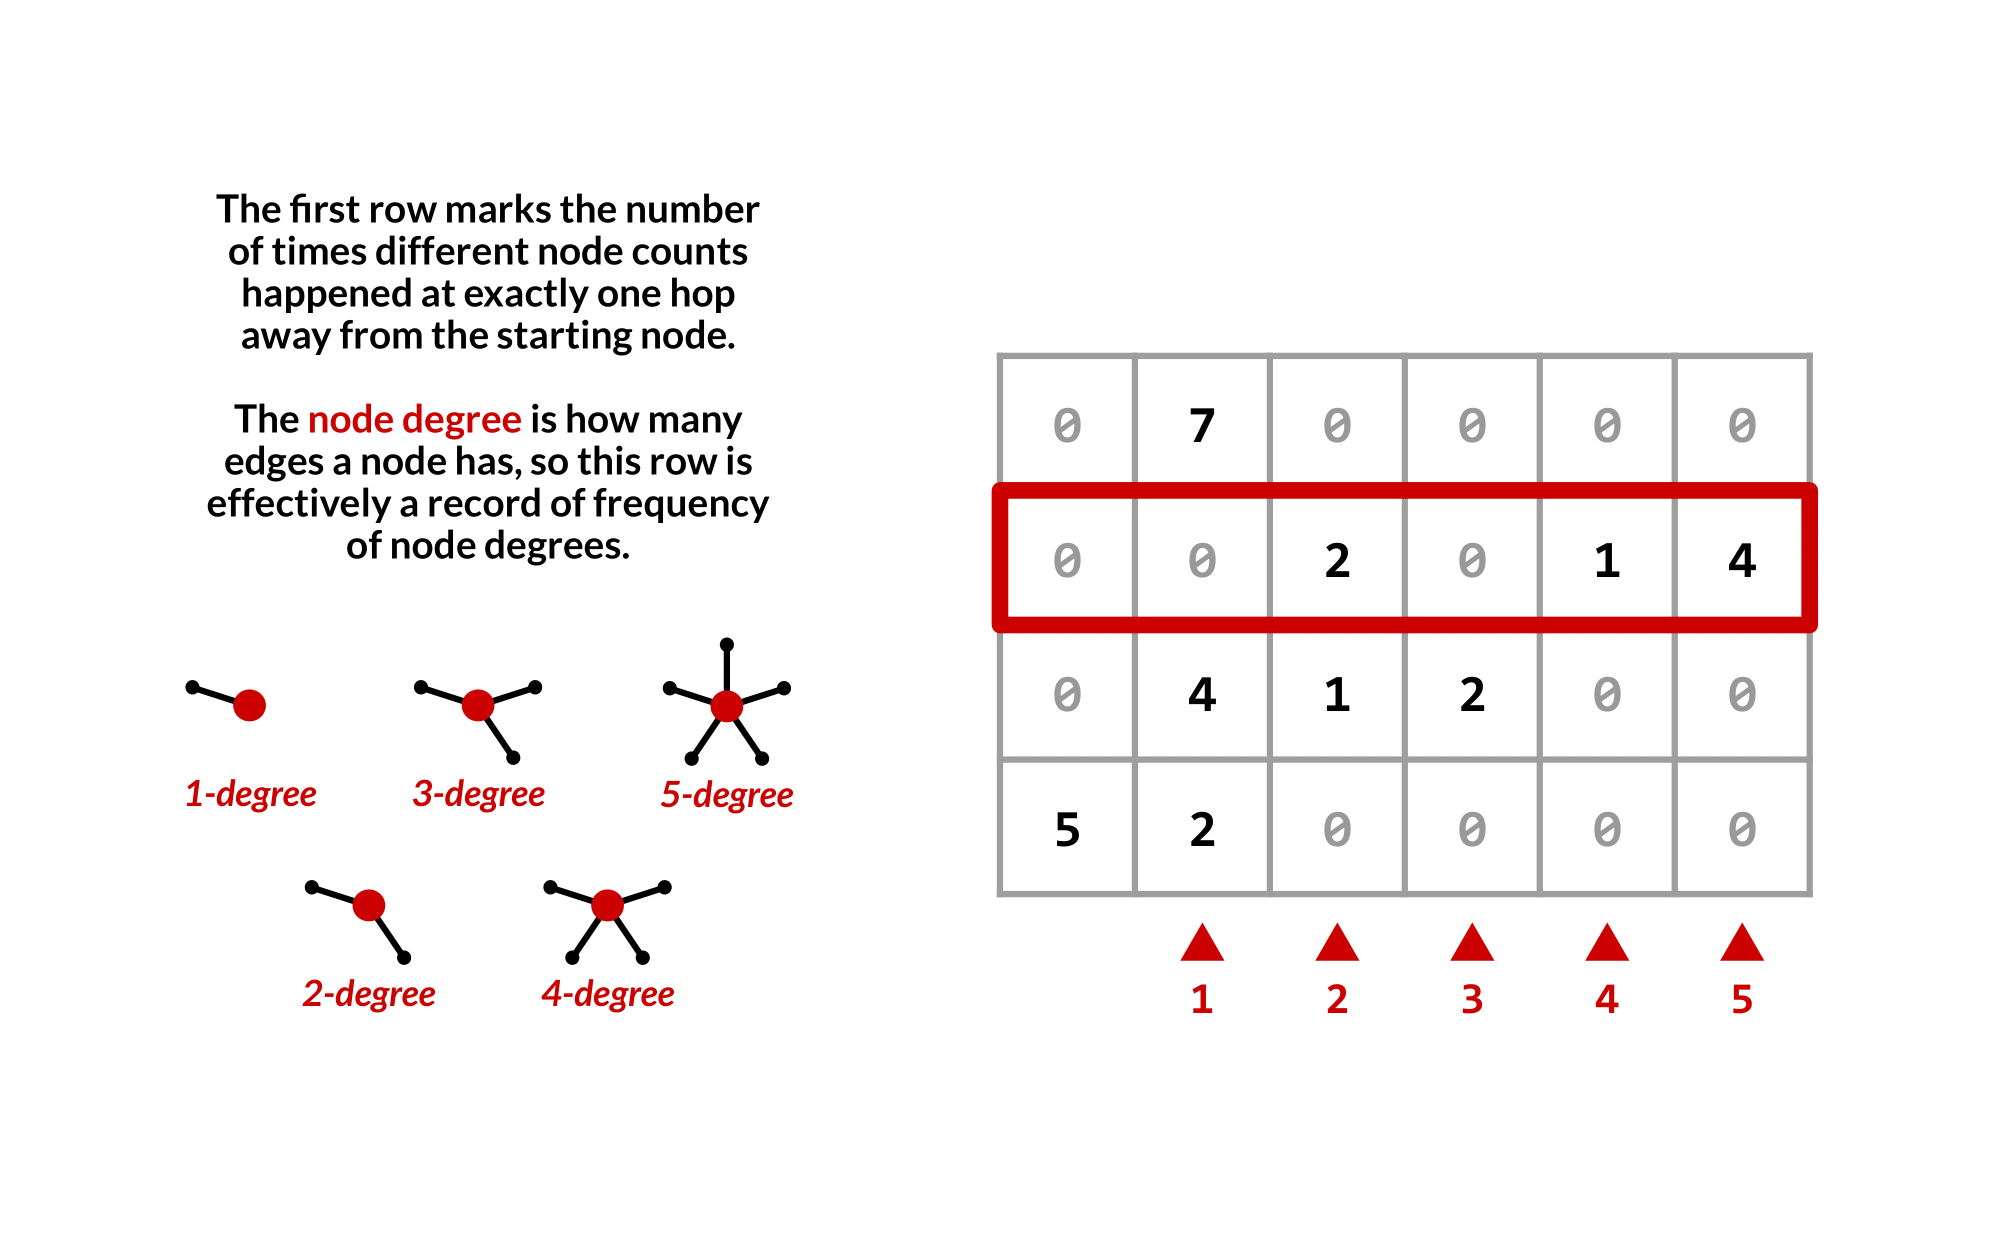 The first row marks the number
of times different node counts
happened at exactly one hop
away from the starting node.
The node degree is how many
edges a node has, so this row is
effectively a record of frequency
of node degrees.
1-degree 3-degree 5-degree
2-degree 4-degree
0 7 0 0 0 0
0 0 2 0 1 4
0 4 1 2 0 0
5 2 0 0 0 0
1 2 3 4 5